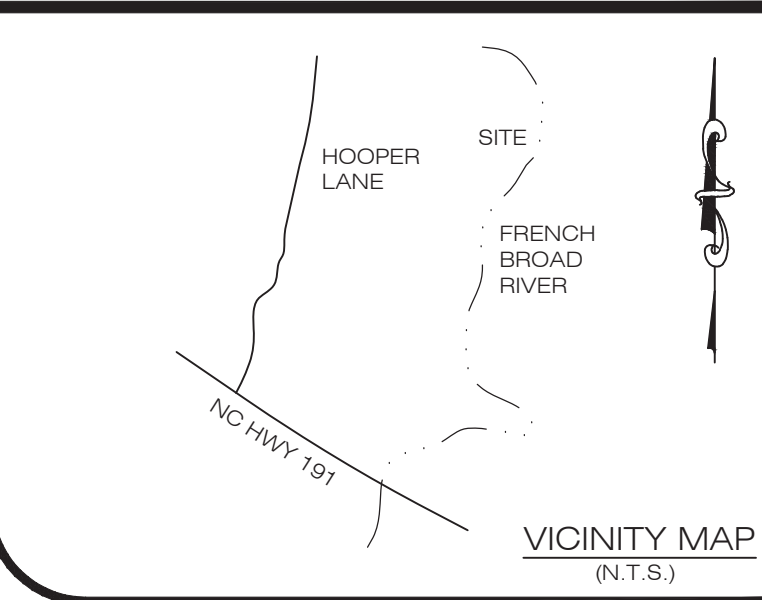 SITE
HOOPER
LANE
FRENCH
BROAD
RIVER
NC HWY 191
VICINITY MAP
(N.T.S.)